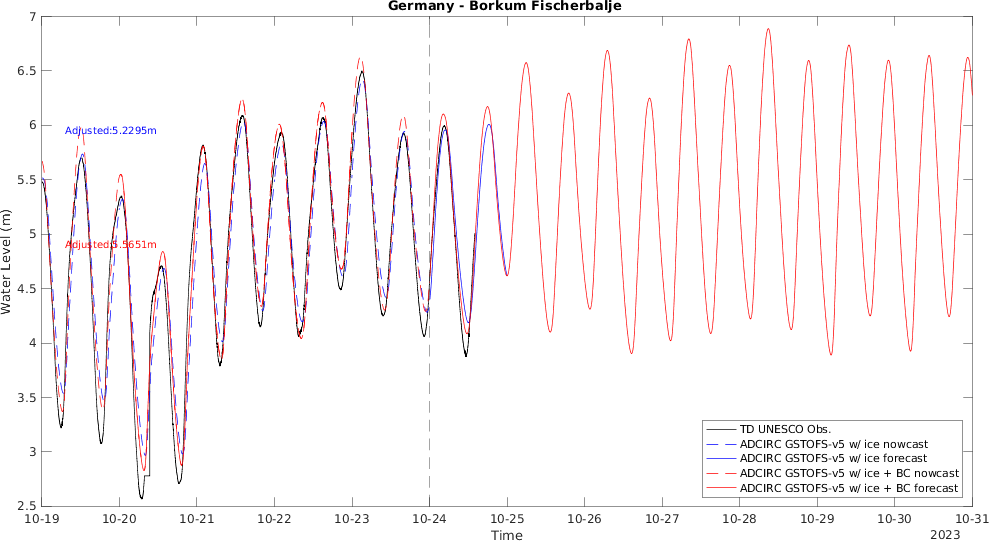 Germany - Borkum Fischerbalje
7
6.5
6
5.5
5
4.5
4
3.5
3
2.5
Water Level (m)
Adjusted:5.2295m
Adjusted:5.5651m
TD UNESCO Obs.
ADCIRC GSTOFS-v5 w/ ice nowcast
ADCIRC GSTOFS-v5 w/ ice forecast
ADCIRC GSTOFS-v5 w/ ice + BC nowcast
ADCIRC GSTOFS-v5 w/ ice + BC forecast
10-19 10-20 10-21 10-22 10-23 10-24 10-25 10-26 10-27 10-28 10-29 10-30 10-31
Time
2023